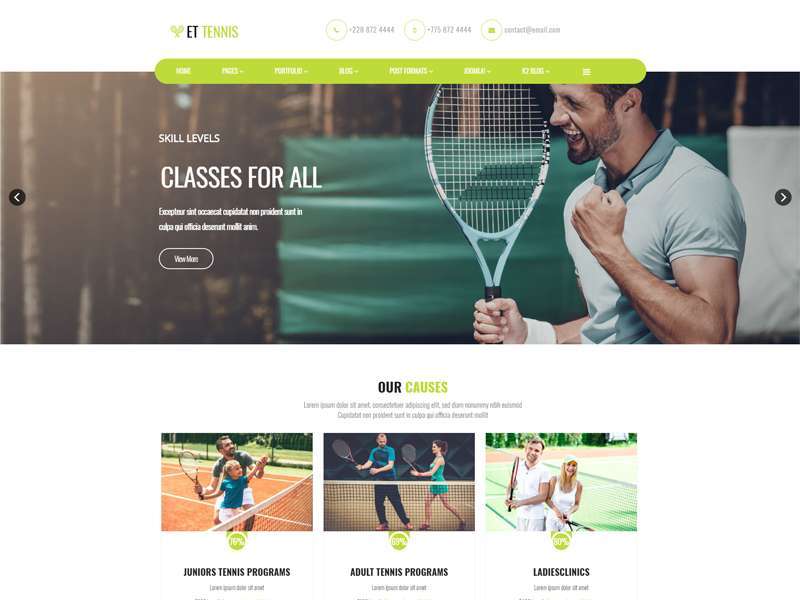 ET TENNIS
+228 872 4444
+775 872 4444
contact@email.com
HOME PAGES PORTFOLIO BLOG POST FORMATS JOOMLA! K2 BLOG
SKILL LEVELS
CLASSES FOR ALL
Excepteur sint occaecat cupidatat non proident sunt in
culpa qui officia deserunt mollit anim.
View More
OUR CAUSES
Lorem ipsum dolor sit amet, consectetuer adipiscing elit, sed diam nonummy nibh euismod
Cupidatat non proident sunt in culpa qui officia deserunt mollit
76%
69%
90%
JUNIORS TENNIS PROGRAMS
ADULT TENNIS PROGRAMS
LADIESCLINICS
Lorem ipsum dolor sit amet
Lorem ipsum dolor sit amet
Lorem ipsum dolor sit amet